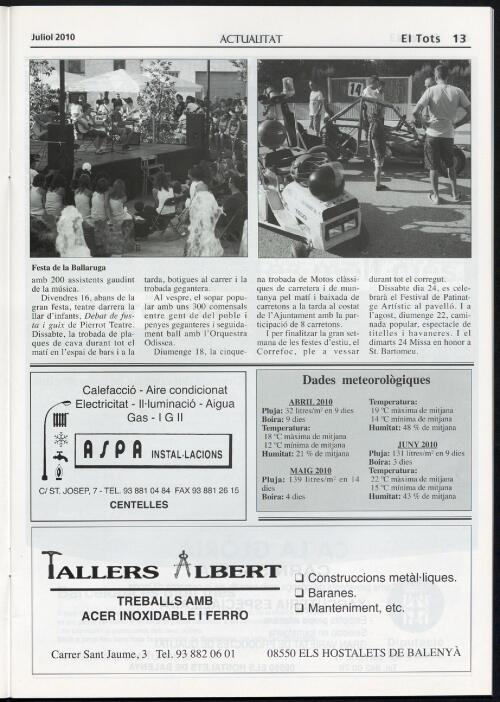 Juliol 2010
ACTUALITAT
El Tots 13
Festa de la Ballaruga
amb 200 assistents gaudint
de la música.
Divendres 16, abans de la
gran festa, teatre darrera la
llar d'infants, Debut de fus-
ta i guix de Pierrot Teatre.
Dissabte, la trobada de pla-
ques de cava durant tot el
matí en l'espai de bars i a la
tarda, botigues al carrer i la
trobada gegantera.
Al vespre, el sopar popu-
lar amb uns 300 comensals
entre gent de del poble i
penyes geganteres i seguida-
ment ball amb l'Orquestra
Odissea.
Diumenge 18, la cinque-
na trobada de Motos clàssi-
ques de carretera i de mun-
tanya pel matí i baixada de
carretons a la tarda al costat
de l'Ajuntament amb la par-
ticipació de 8 carretons.
I per finalitzar la gran set-
mana de les festes d'estiu, el
Correfoc, ple a vessar
durant tot el corregut.
Dissabte dia 24, es cele-
brarà el Festival de Patinat-
ge Artístic al pavelló. I a
l'agost, diumenge 22, cami-
nada popular, espectacle de
titelles i havaneres. I el
dimarts 24 Missa en honor a
St. Bartomeu.
Calefacció - Aire condicionat
Electricitat - Il·luminació - Aigua
Gas - I G II
ASPA INSTAL·LACIONS
C/ ST. JOSEP, 7 - TEL. 93 881 04 84 FAX 93 881 26 15
CENTELLES
Dades meteorològiques
ABRIL 2010
Pluja: 32 litres/m² en 9 dies
Boira: 9 dies
Temperatura:
18 ºC màxima de mitjana
12 ºC mínima de mitjana
Humitat: 21 % de mitjana
MAIG 2010
Pluja: 139 litres/m² en 14
dies
Boira: 4 dies
Temperatura:
19 ºC màxima de mitjana
14 ºC mínima de mitjana
Humitat: 48 % de mitjana
JUNY 2010
Pluja: 131 litres/m² en 9 dies
Boira: 3 dies
Temperatura:
22 ºC màxima de mitjana
15 ºC mínima de mitjana
Humitat: 43 % de mitjana
TALLERS ALBERT
TREBALLS AMB
ACER INOXIDABLE I FERRO
❑ Construccions metàl·liques.
❑ Baranes.
❑ Manteniment, etc.
Carrer Sant Jaume, 3 Tel. 93 882 06 01
08550 ELS HOSTALETS DE BALENYÀ